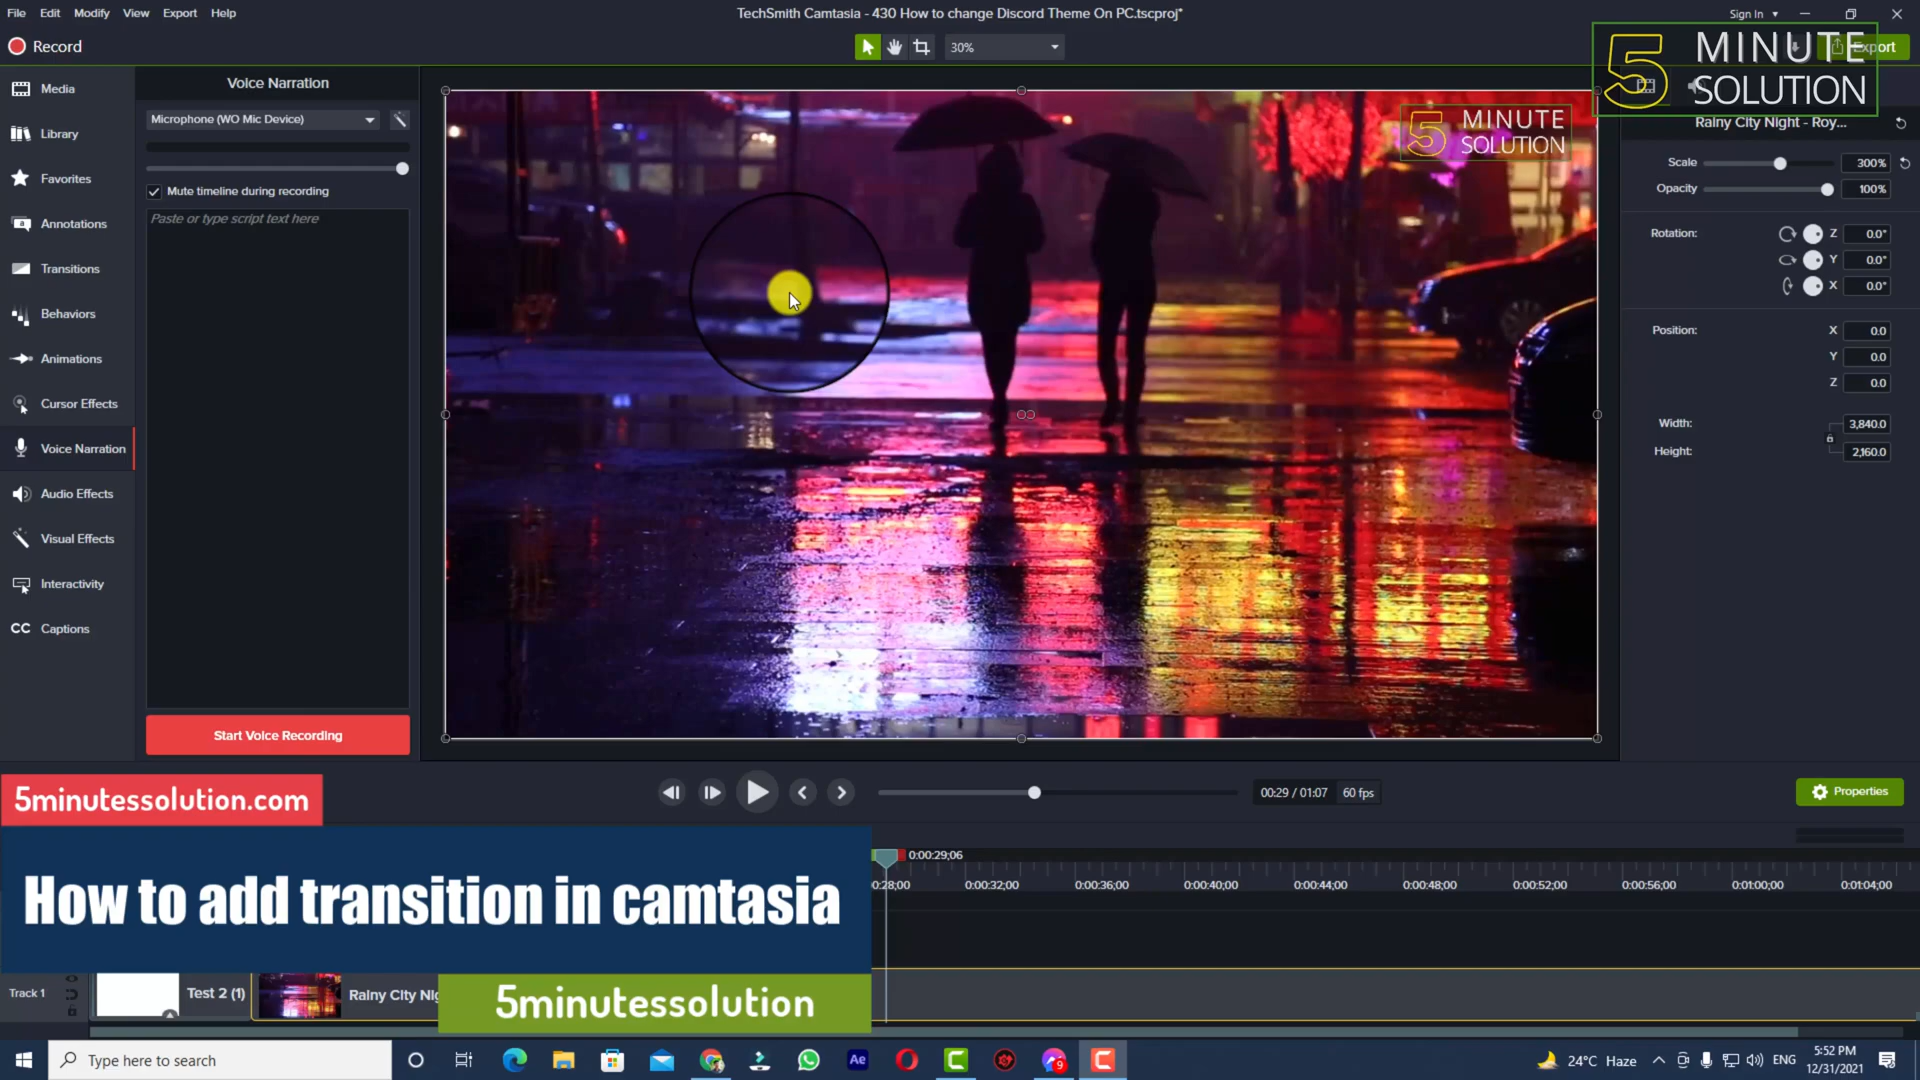 File Edit Modify View Export Help
TechSmith Camtasia - 430 How to change Discord Theme On PC.tscproj*
Sign In
Record
30%
Export
5 MINUTE
SOLUTION
Media
Library
Favorites
Annotations
Transitions
Behaviors
Animations
Cursor Effects
Voice Narration
Audio Effects
Visual Effects
Interactivity
CC Captions
Voice Narration
Microphone (WO Mic Device)
Mute timeline during recording
Paste or type script text here
Start Voice Recording
5 MINUTE
SOLUTION
Rainy City Night - Roy...
Scale 300%
Opacity 100%
Rotation: Z 0.0°
Y 0.0°
X 0.0°
Position: X 0.0
Y 0.0
Z 0.0
Width: 3,840.0
Height: 2,160.0
00:29 / 01:07 60 fps
Properties
5minutessolution.com
How to add transition in camtasia
5minutessolution
0:00:29;06
0:28;00 0:00:32;00 0:00:36;00 0:00:40;00 0:00:44;00 0:00:48;00 0:00:52;00 0:00:56;00 0:01:00;00 0:01:04;00
Track 1
Test 2 (1)
Rainy City Nig
Type here to search
Ae
9
24°C Haze
ENG
5:52 PM
12/31/2021